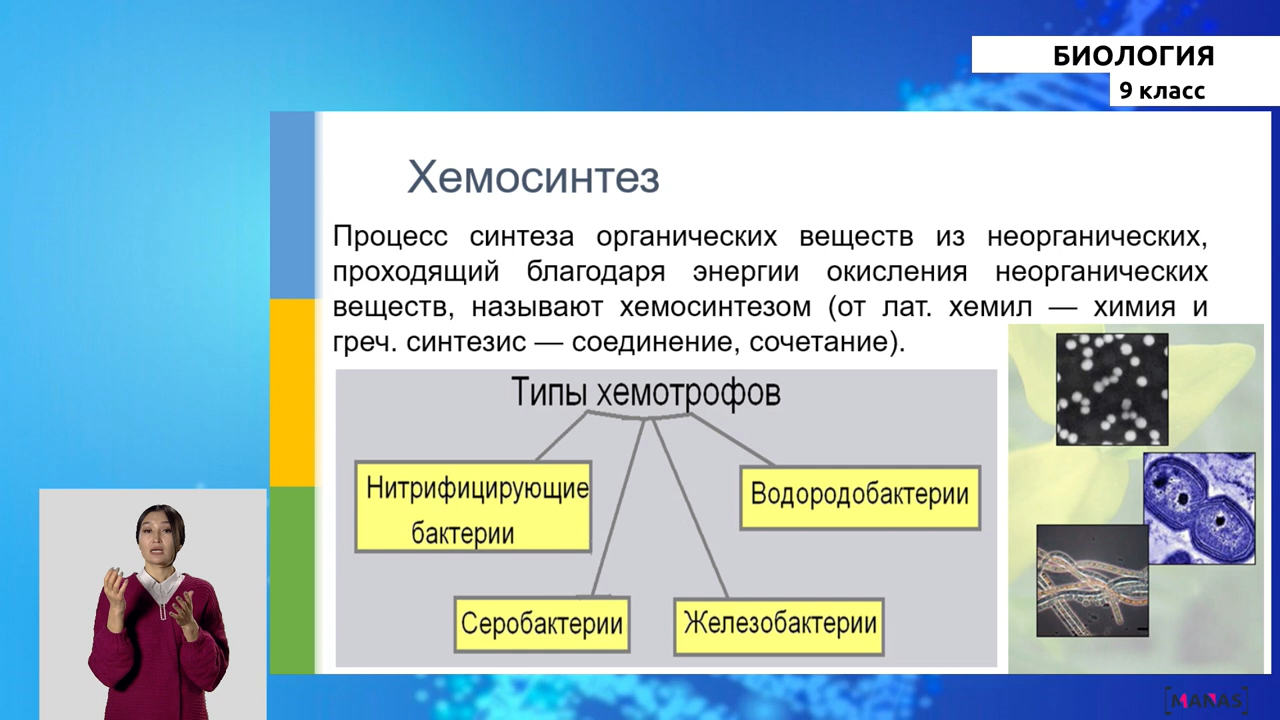 БИОЛОГИЯ
9 класс
Хемосинтез
Процесс синтеза органических веществ из неорганических,
проходящий благодаря энергии окисления неорганических
веществ, называют хемосинтезом (от лат. хемил — химия и
греч. синтезис — соединение, сочетание).
Типы хемотрофов
Нитрифицирующие
бактерии
Водородобактерии
Серобактерии
Железобактерии
[MANAS]